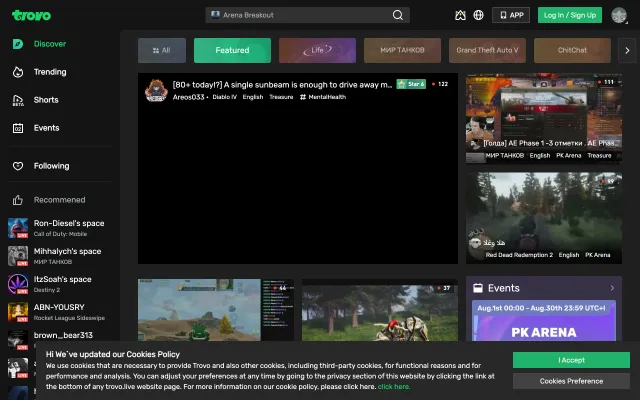 trovo
Arena Breakout
APP
Log In / Sign Up
Discover
Trending
Shorts
BETA
Events
Following
Recommened
Ron-Diesel's space
Call of Duty: Mobile
LIVE
Mihhalych's space
МИР ТАНКОВ
LIVE
ItzSoah's space
Destiny 2
LIVE
ABN-YOUSRY
Rocket League Sideswipe
LIVE
brown_bear313
LIVE
All
Featured
Life
МИР ТАНКОВ
Grand Theft Auto V
ChitChat
[80+ today!?] A single sunbeam is enough to drive away m...
Star 6
122
Areos033 • Diablo IV English Treasure # MentalHealth
111
[Голда] AE Phase 1 -3 отметки . AE Phas...
МИР ТАНКОВ English PK Arena Treasure
Red Dead Redemption 2 English PK Arena
44
37
Events
Aug.1st 00:00 - Aug.30th 23:59 UTC+
PK ARENA
Hi We`ve updated our Cookies Policy
We use cookies that are necessary to provide Trovo and also other cookies, including third-party cookies, for functional reasons and for
performance and analysis. You can adjust your preferences at any time by going to the privacy section of this website by clicking the link at
the bottom of any trovo.live website page. For more information on our cookie policy, please click here. click here.
I Accept
Cookies Preference